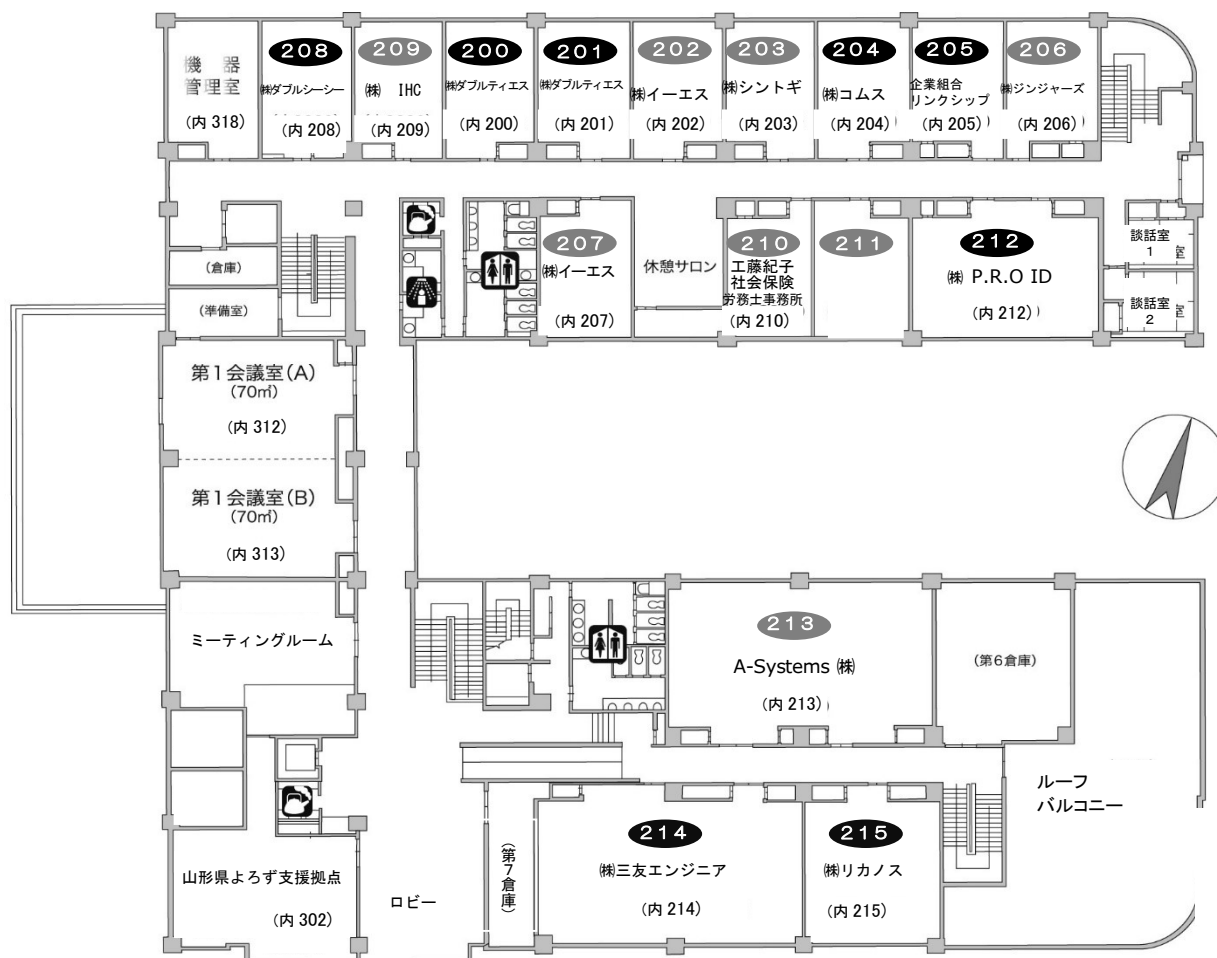 機 器
管理室
(内 318)
208
㈱ダブルシーシー
(内 208)
209
㈱ IHC
(内 209)
200
㈱ダブルティエス
(内 200)
201
㈱ダブルティエス
(内 201)
202
㈱イーエス
(内 202)
203
㈱シントギ
(内 203)
204
㈱コムス
(内 204)
205
企業組合
リンクシップ
(内 205)
206
㈱ジンジャーズ
(内 206)
(倉庫)
(準備室)
207
㈱イーエス
(内 207)
休憩サロン
210
工藤紀子
社会保険
労務士事務所
(内 210)
211
212
㈱ P.R.O ID
(内 212)
談話室
1
室
談話室
2
室
第1会議室(A)
(70㎡)
(内 312)
第1会議室(B)
(70㎡)
(内 313)
ミーティングルーム
213
A-Systems ㈱
(内 213)
(第6倉庫)
ルーフ
バルコニー
山形県よろず支援拠点
(内 302)
ロビー
(第7倉庫)
214
㈱三友エンジニア
(内 214)
215
㈱リカノス
(内 215)